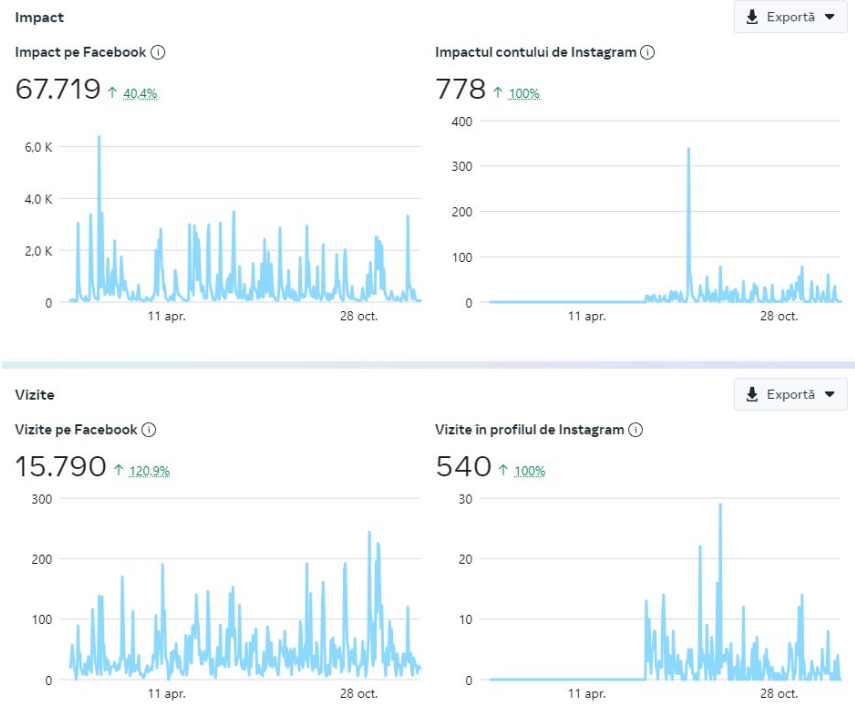 Impact
Exportă
Impact pe Facebook
67.719 ↑ 40,4%
6,0 K
4,0 K
2,0 K
0
11 apr. 28 oct.
Impactul contului de Instagram
778 ↑ 100%
400
300
200
100
0
11 apr. 28 oct.
Vizite
Exportă
Vizite pe Facebook
15.790 ↑ 120,9%
300
200
100
0
11 apr. 28 oct.
Vizite în profilul de Instagram
540 ↑ 100%
30
20
10
0
11 apr. 28 oct.